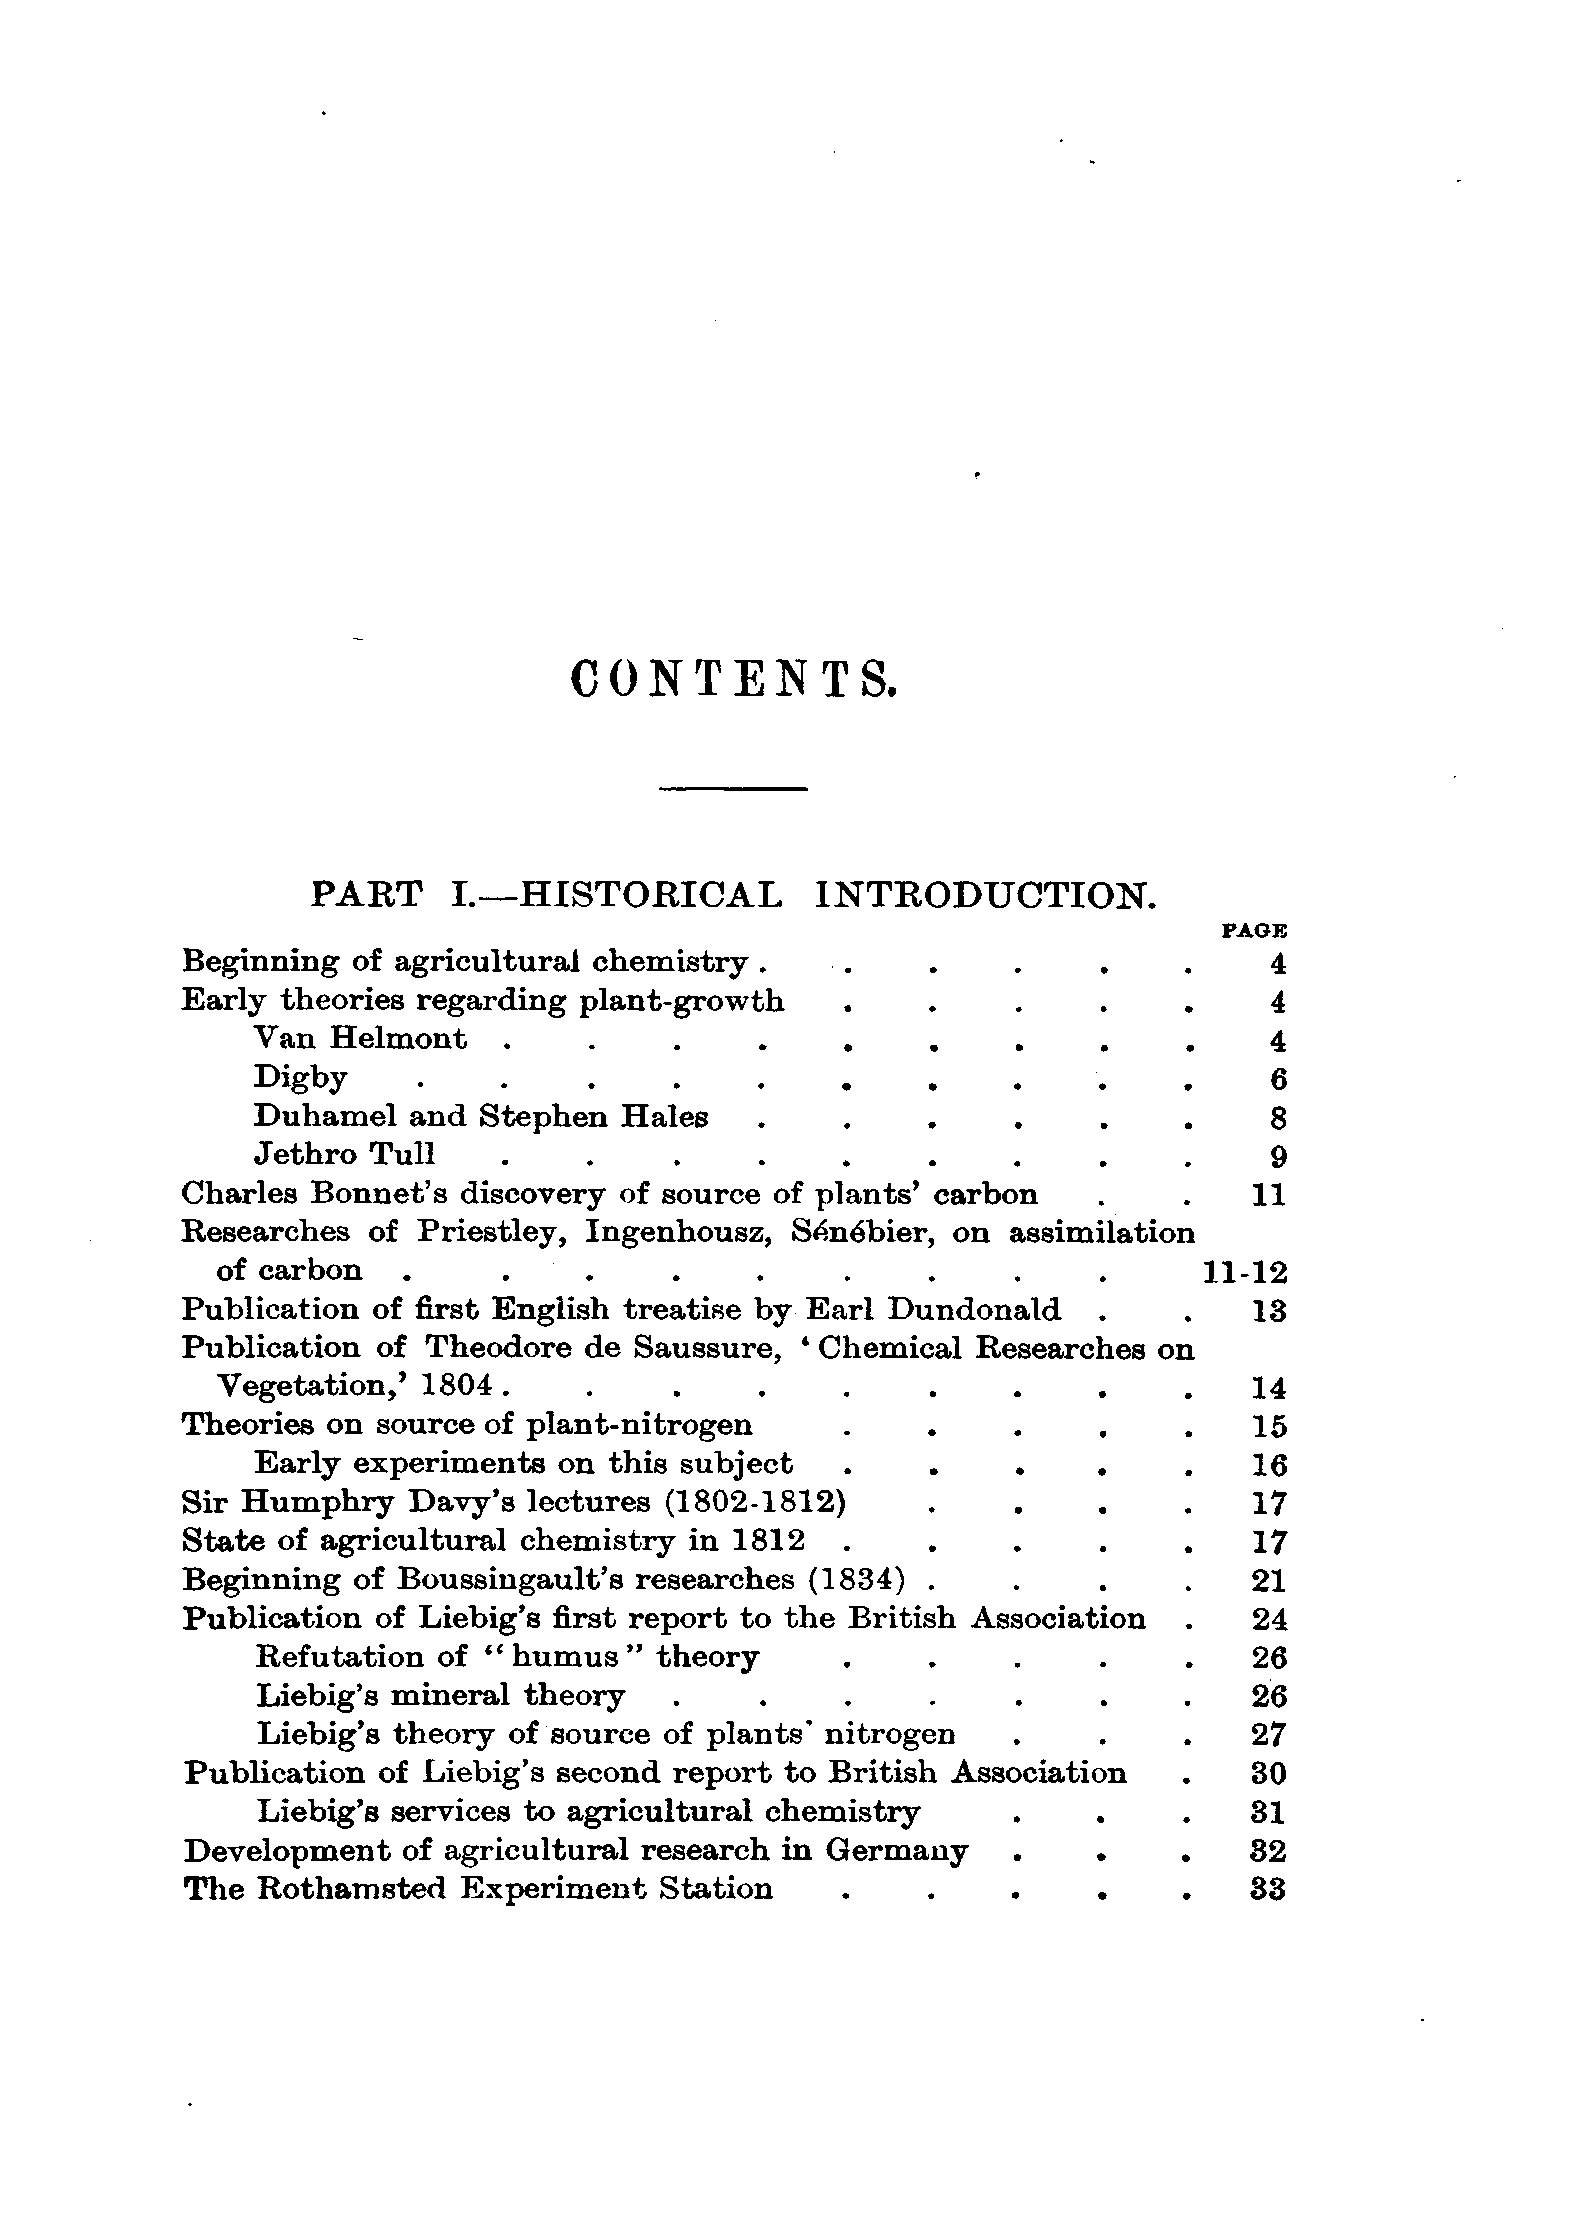 CONTENTS.
PART I.—HISTORICAL INTRODUCTION.
PAGE
Beginning of agricultural chemistry . . . . . . 4
Early theories regarding plant-growth . . . . . 4
Van Helmont . . . . . . . . . 4
Digby . . . . . . . . . . 6
Duhamel and Stephen Hales . . . . . . 8
Jethro Tull . . . . . . . . . 9
Charles Bonnet's discovery of source of plants' carbon . . 11
Researches of Priestley, Ingenhousz, Sénébier, on assimilation
of carbon . . . . . . . . . 11-12
Publication of first English treatise by Earl Dundonald . . 13
Publication of Theodore de Saussure, ‘Chemical Researches on
Vegetation,’ 1804 . . . . . . . . . 14
Theories on source of plant-nitrogen . . . . . 15
Early experiments on this subject . . . . . 16
Sir Humphry Davy's lectures (1802-1812) . . . . 17
State of agricultural chemistry in 1812 . . . . . 17
Beginning of Boussingault's researches (1834) . . . . 21
Publication of Liebig's first report to the British Association . 24
Refutation of “humus” theory . . . . . 26
Liebig's mineral theory . . . . . . . 26
Liebig's theory of source of plants' nitrogen . . . 27
Publication of Liebig's second report to British Association . 30
Liebig's services to agricultural chemistry . . . 31
Development of agricultural research in Germany . . . 32
The Rothamsted Experiment Station . . . . . 33